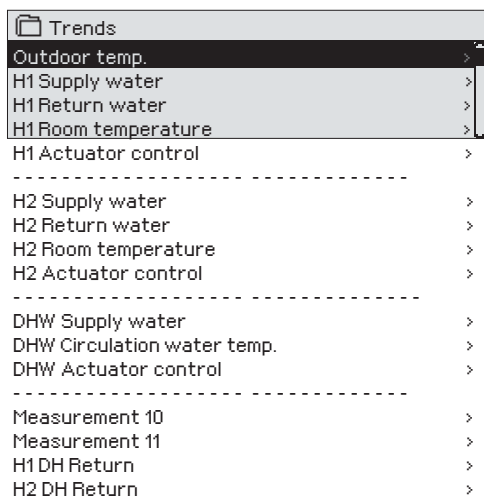 Trends
Outdoor temp. >
H1 Supply water >
H1 Return water >
H1 Room temperature >
H1 Actuator control >
- - - - - - - - - - - - - - - - - - - - - - - - - - - - - - - -
H2 Supply water >
H2 Return water >
H2 Room temperature >
H2 Actuator control >
- - - - - - - - - - - - - - - - - - - - - - - - - - - - - - - - -
DHW Supply water >
DHW Circulation water temp. >
DHW Actuator control >
- - - - - - - - - - - - - - - - - - - - - - - - - - - - - - - -
Measurement 10 >
Measurement 11 >
H1 DH Return >
H2 DH Return >